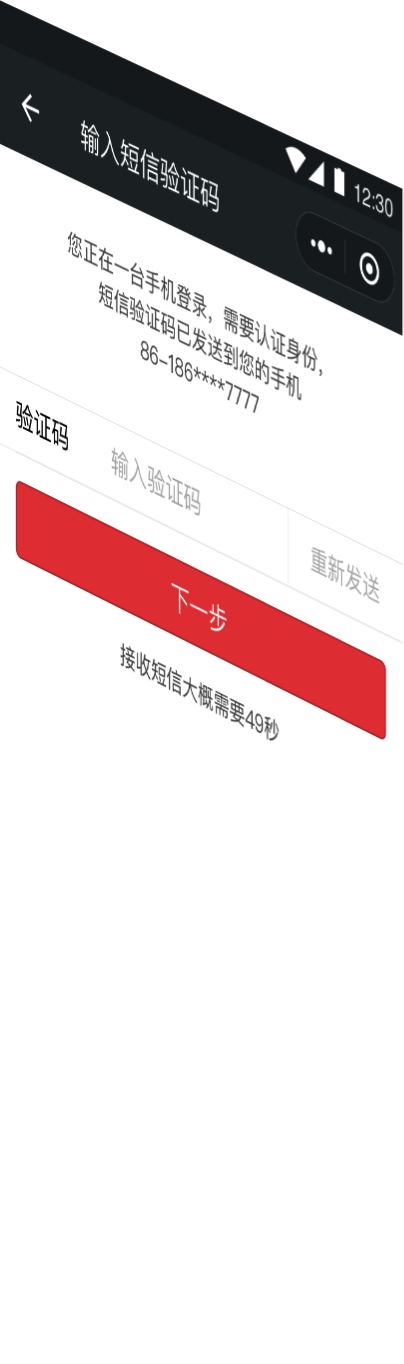 12:30
输入短信验证码
您正在一台手机登录，需要认证身份，
短信验证码已发送到您的手机
86-186****7777
验证码 输入验证码 重新发送
下一步
接收短信大概需要49秒